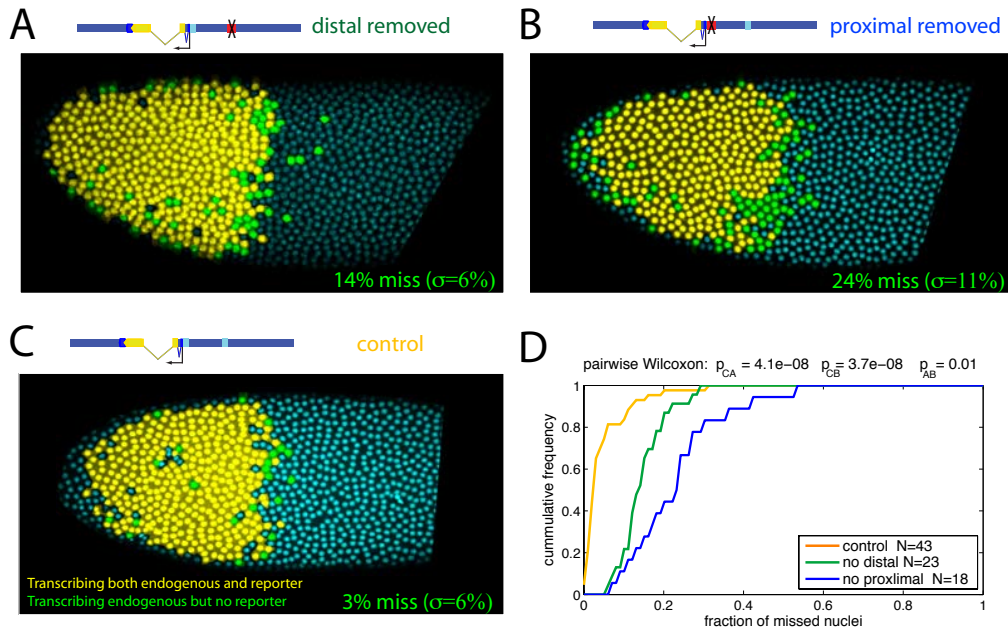 A
distal removed
14% miss (σ=6%)
B
proximal removed
24% miss (σ=11%)
C
control
Transcribing both endogenous and reporter
Transcribing endogenous but no reporter
3% miss (σ=6%)
D
pairwise Wilcoxon: pCA = 4.1e−08 pCB = 3.7e−08 pAB = 0.01
cummulative frequency
1
0.8
0.6
0.4
0.2
0
control N=43
no distal N=23
no proxlimal N=18
0 0.2 0.4 0.6 0.8 1
fraction of missed nuclei